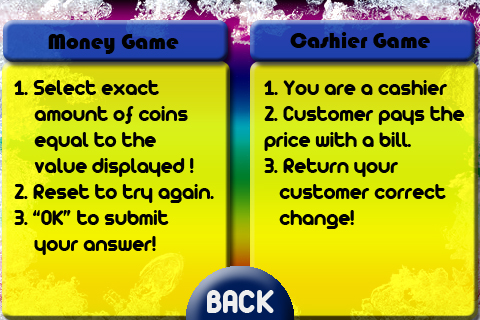 Money Game
1. Select exact
amount of coins
equal to the
value displayed !
2. Reset to try again.
3. “OK” to submit
your answer!
Cashier Game
1. You are a cashier
2. Customer pays the
price with a bill.
3. Return your
customer correct
change!
BACK